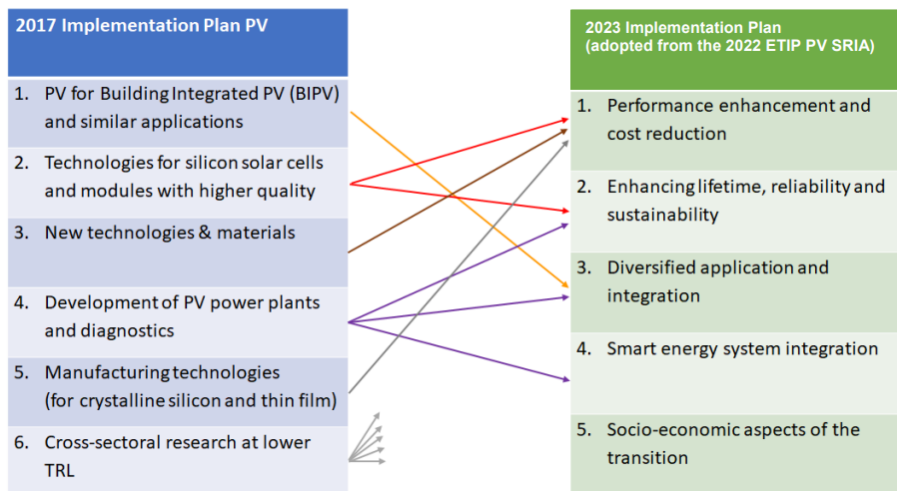 2017 Implementation Plan PV
1. PV for Building Integrated PV (BIPV)
and similar applications
2. Technologies for silicon solar cells
and modules with higher quality
3. New technologies & materials
4. Development of PV power plants
and diagnostics
5. Manufacturing technologies
(for crystalline silicon and thin film)
6. Cross-sectoral research at lower
TRL
2023 Implementation Plan
(adopted from the 2022 ETIP PV SRIA)
1. Performance enhancement and
cost reduction
2. Enhancing lifetime, reliability and
sustainability
3. Diversified application and
integration
4. Smart energy system integration
5. Socio-economic aspects of the
transition